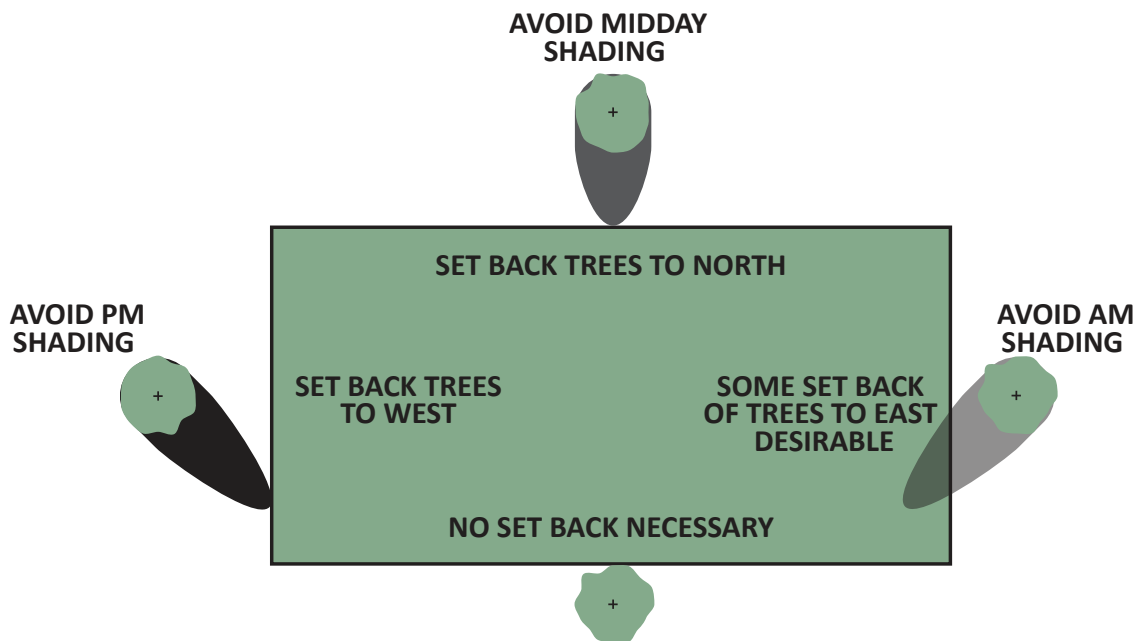 AVOID MIDDAY
SHADING
SET BACK TREES TO NORTH
AVOID PM
SHADING
AVOID AM
SHADING
SET BACK TREES
TO WEST
SOME SET BACK
OF TREES TO EAST
DESIRABLE
NO SET BACK NECESSARY